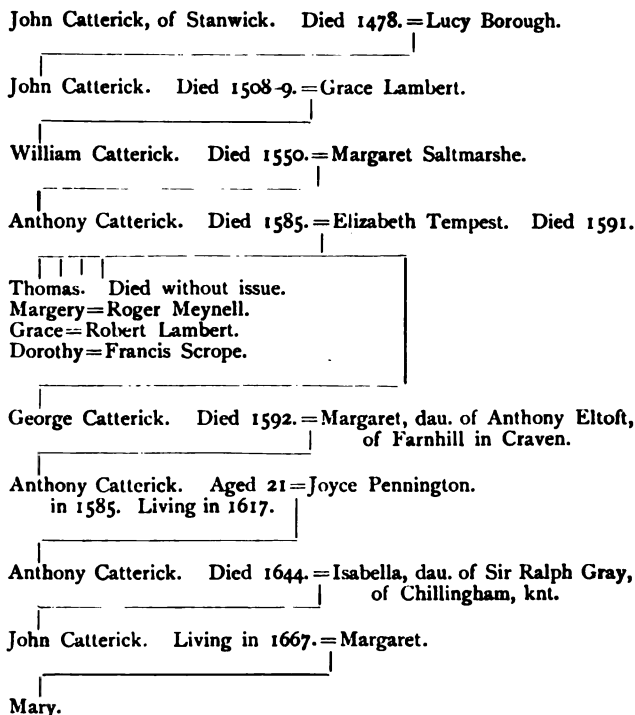 John Catterick, of Stanwick. Died 1478.=Lucy Borough.
John Catterick. Died 1508-9.=Grace Lambert.
William Catterick. Died 1550.=Margaret Saltmarshe.
Anthony Catterick. Died 1585.=Elizabeth Tempest. Died 1591.
Thomas. Died without issue.
Margery=Roger Meynell.
Grace=Robert Lambert.
Dorothy=Francis Scrope.
George Catterick. Died 1592.=Margaret, dau. of Anthony Eltoft,
of Farnhill in Craven.
Anthony Catterick. Aged 21=Joyce Pennington.
in 1585. Living in 1617.
Anthony Catterick. Died 1644.=Isabella, dau. of Sir Ralph Gray,
of Chillingham, knt.
John Catterick. Living in 1667.=Margaret.
Mary.